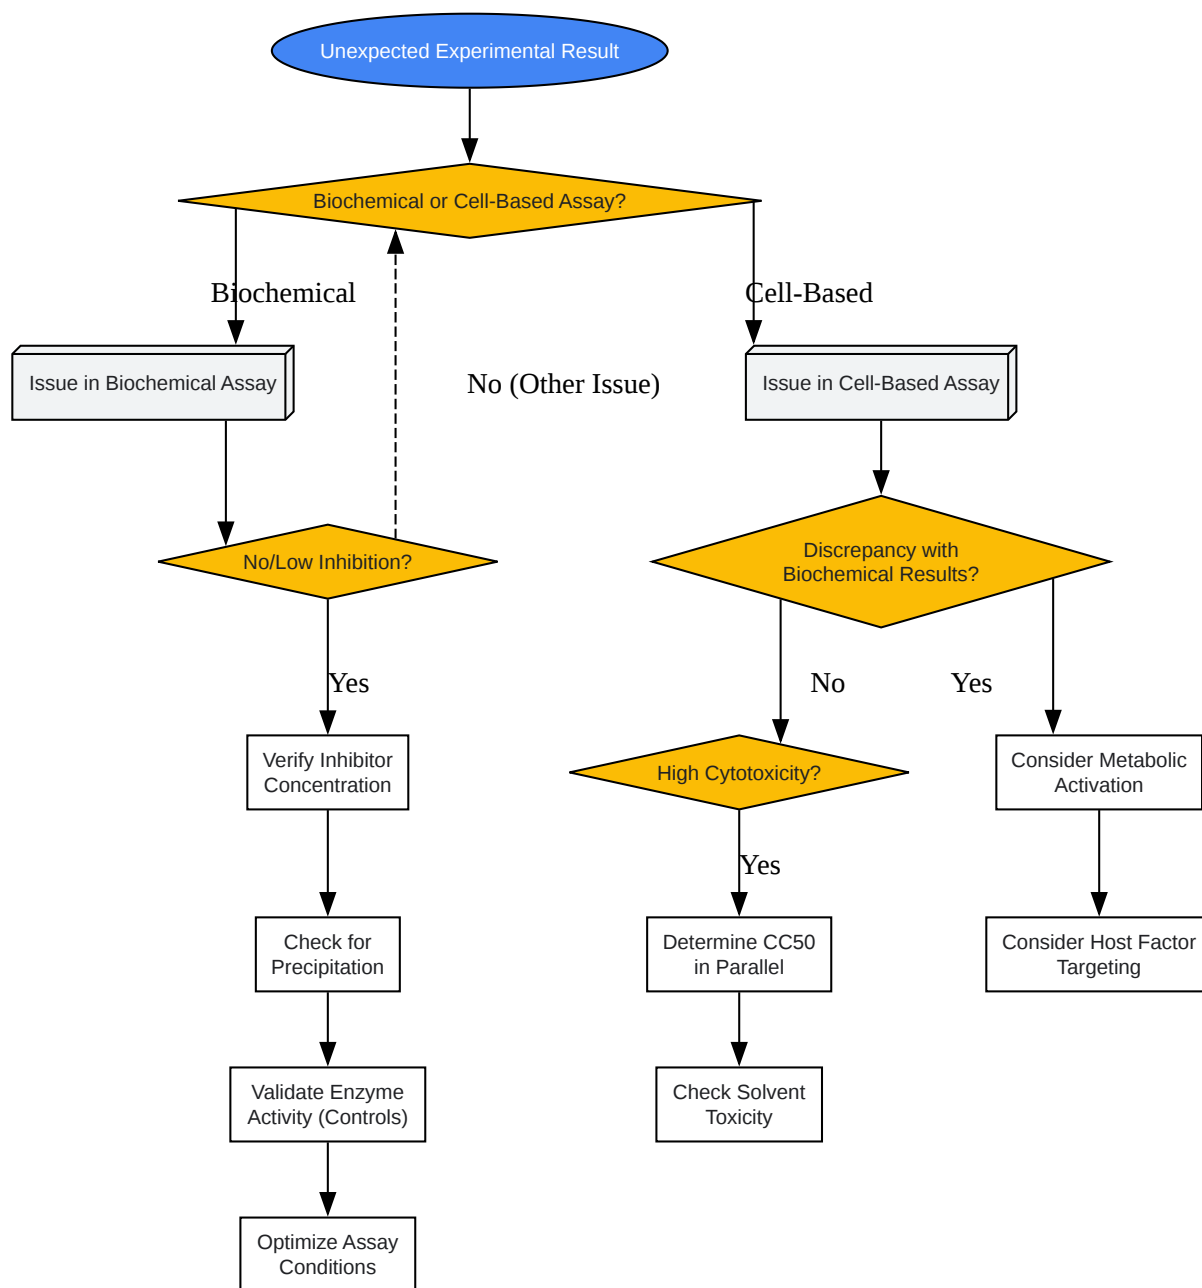 Unexpected Experimental Result
Biochemical or Cell-Based Assay?
Biochemical
Cell-Based
Issue in Biochemical Assay
No (Other Issue)
Issue in Cell-Based Assay
No/Low Inhibition?
Discrepancy with
Biochemical Results?
Yes
No
Yes
Verify Inhibitor
Concentration
High Cytotoxicity?
Consider Metabolic
Activation
Yes
Check for
Precipitation
Determine CC50
in Parallel
Consider Host Factor
Targeting
Validate Enzyme
Activity (Controls)
Check Solvent
Toxicity
Optimize Assay
Conditions